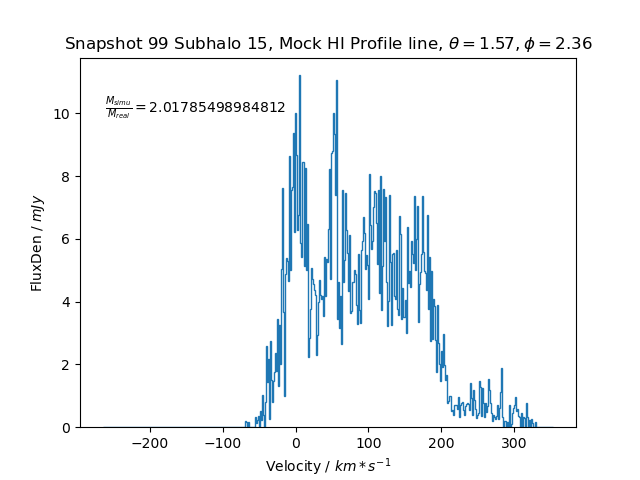 Snapshot 99 Subhalo 15, Mock HI Profile line, θ = 1.57, ϕ = 2.36
M_simu/M_real = 2.01785498984812
FluxDen / mJy
10
8
6
4
2
0
−200 −100 0 100 200 300
Velocity / km * s⁻¹